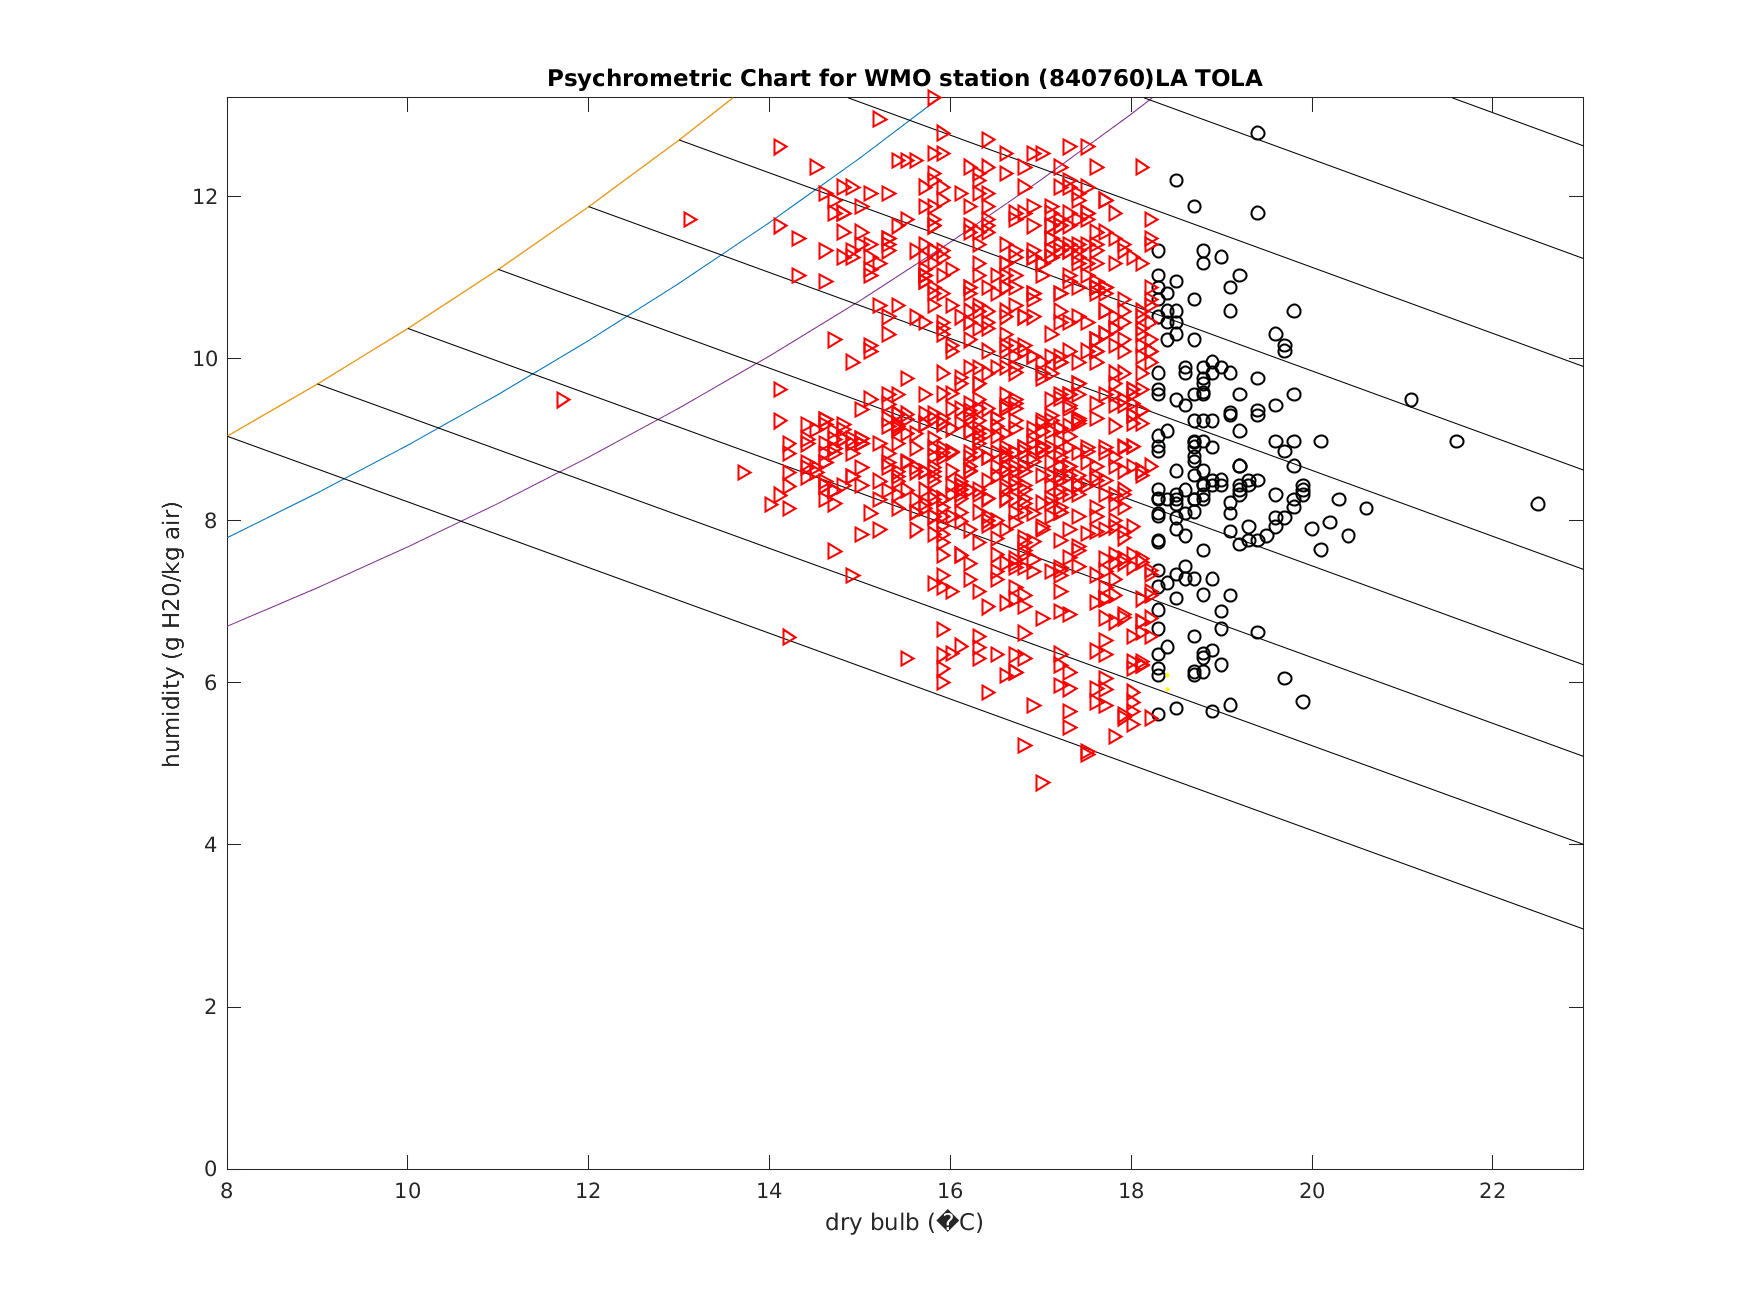 Psychrometric Chart for WMO station (840760)LA TOLA
12
10
8
6
4
2
0
humidity (g H20/kg air)
8 10 12 14 16 18 20 22
dry bulb (�C)